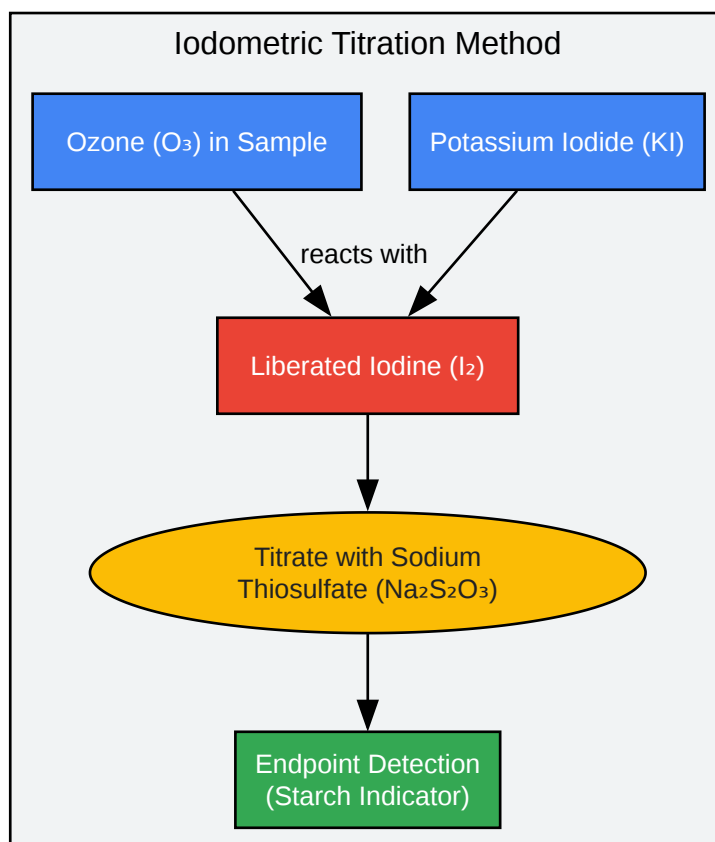 Iodometric Titration Method
Ozone (O₃) in Sample
Potassium Iodide (KI)
reacts with
Liberated Iodine (I₂)
Titrate with Sodium
Thiosulfate (Na₂S₂O₃)
Endpoint Detection
(Starch Indicator)